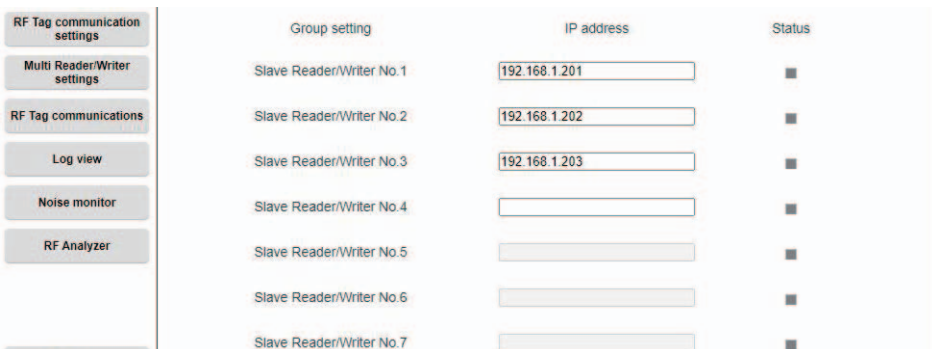 RF Tag communication
settings
Multi Reader/Writer
settings
RF Tag communications
Log view
Noise monitor
RF Analyzer
Group setting IP address Status
Slave Reader/Writer No.1 192.168.1.201
Slave Reader/Writer No.2 192.168.1.202
Slave Reader/Writer No.3 192.168.1.203
Slave Reader/Writer No.4
Slave Reader/Writer No.5
Slave Reader/Writer No.6
Slave Reader/Writer No.7